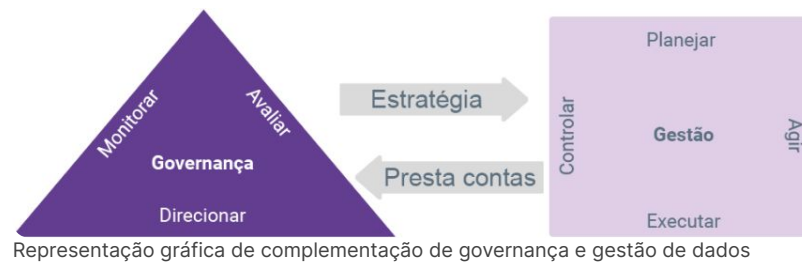 Monitorar
Avaliar
Governança
Direcionar
Estratégia
Presta contas
Planejar
Controlar
Gestão
Agir
Executar
Representação gráfica de complementação de governança e gestão de dados